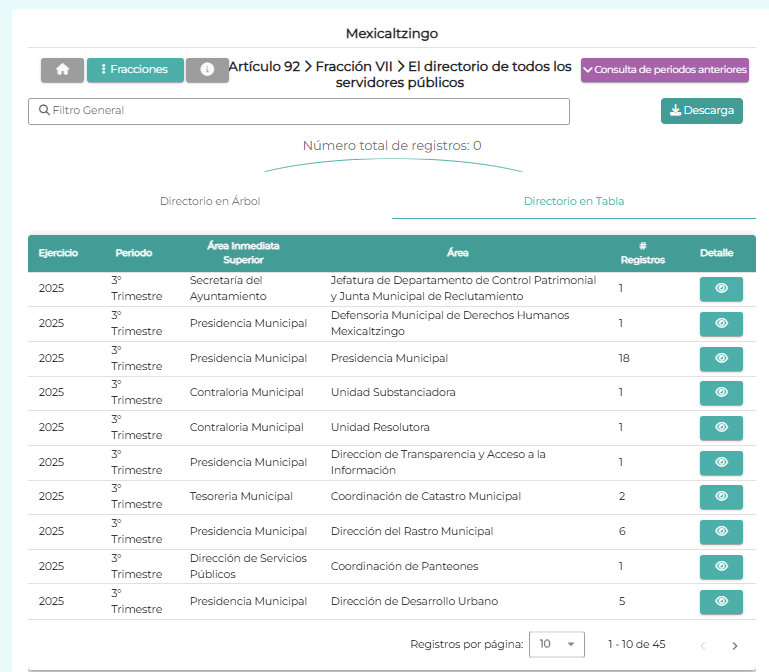 Mexicaltzingo
Fracciones
Artículo 92 > Fracción VII > El directorio de todos los
servidores públicos
Consulta de periodos anteriores
Filtro General
Descarga
Número total de registros: 0
Directorio en Árbol
Directorio en Tabla
Ejercicio Periodo Área Inmediata Superior Área # Registros Detalle
2025 3° Trimestre Secretaría del Ayuntamiento Jefatura de Departamento de Control Patrimonial y Junta Municipal de Reclutamiento 1
2025 3° Trimestre Presidencia Municipal Defensoria Municipal de Derechos Humanos Mexicaltzingo 1
2025 3° Trimestre Presidencia Municipal Presidencia Municipal 18
2025 3° Trimestre Contraloria Municipal Unidad Substanciadora 1
2025 3° Trimestre Contraloria Municipal Unidad Resolutora 1
2025 3° Trimestre Presidencia Municipal Direccion de Transparencia y Acceso a la Información 1
2025 3° Trimestre Tesoreria Municipal Coordinación de Catastro Municipal 2
2025 3° Trimestre Presidencia Municipal Dirección del Rastro Municipal 6
2025 3° Trimestre Dirección de Servicios Públicos Coordinación de Panteones 1
2025 3° Trimestre Presidencia Municipal Dirección de Desarrollo Urbano 5
Registros por página: 10 1 - 10 de 45